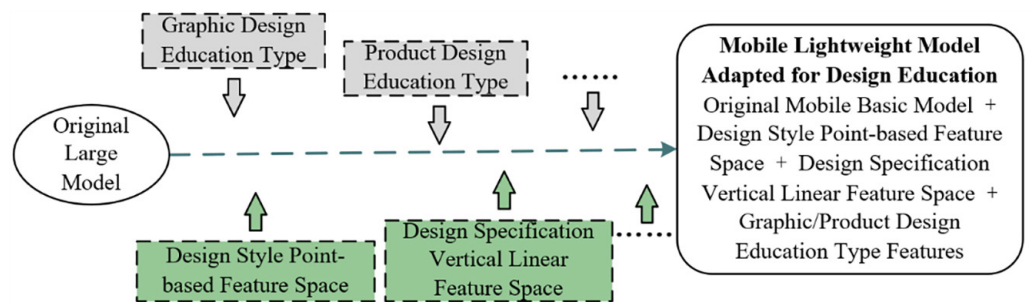 Graphic Design
Education Type
Product Design
Education Type
......
Original
Large
Model
Design Style Point-
based Feature Space
Design Specification
Vertical Linear
Feature Space
......
Mobile Lightweight Model
Adapted for Design Education
Original Mobile Basic Model +
Design Style Point-based Feature
Space + Design Specification
Vertical Linear Feature Space +
Graphic/Product Design
Education Type Features